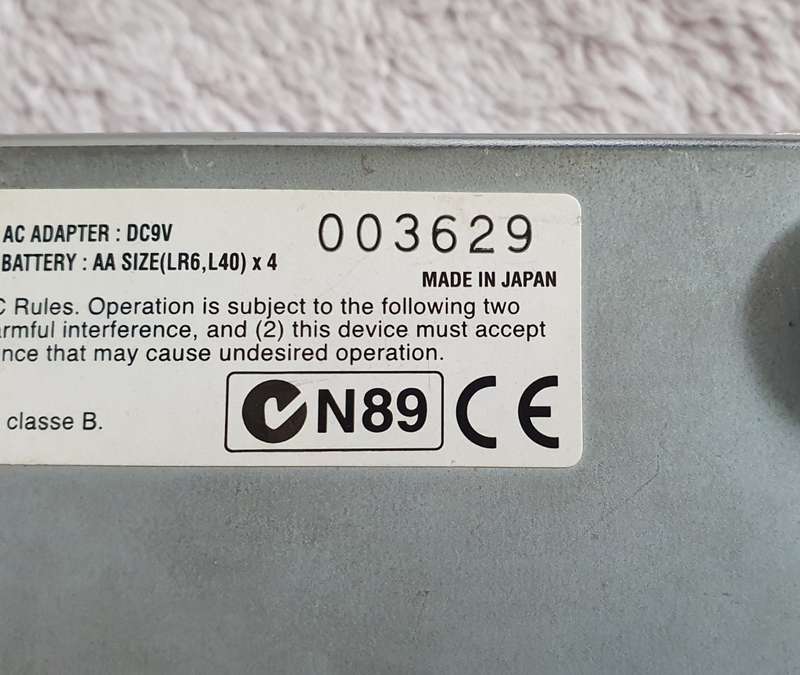 AC ADAPTER : DC9V
003629
BATTERY : AA SIZE(LR6,L40) x 4
MADE IN JAPAN
C Rules. Operation is subject to the following two
armful interference, and (2) this device must accept
nce that may cause undesired operation.
classe B.
N89 CE